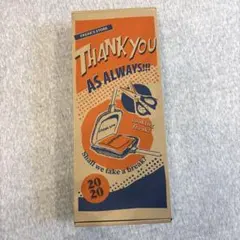 THANK YOU
AS ALWAYS!!!
Shall we take a break?
20
20